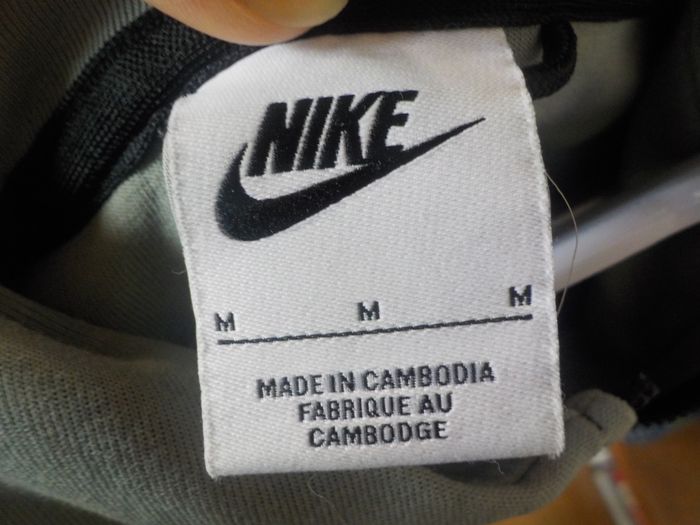 NIKE
M M M
MADE IN CAMBODIA
FABRIQUE AU
CAMBODGE